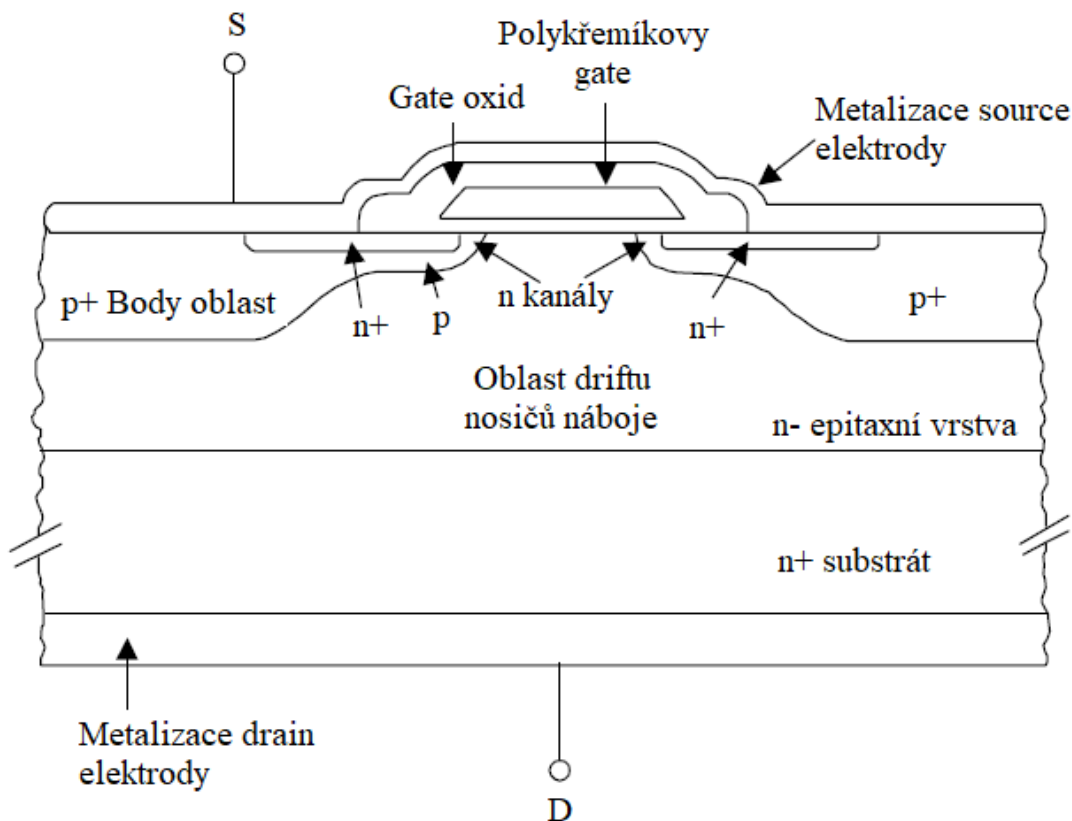 S
Polykřemíkovy
gate
Gate oxid
Metalizace source
elektrody
p+ Body oblast
n+
p
n kanály
n+
p+
Oblast driftu
nosičů náboje
n- epitaxní vrstva
n+ substrát
Metalizace drain
elektrody
D